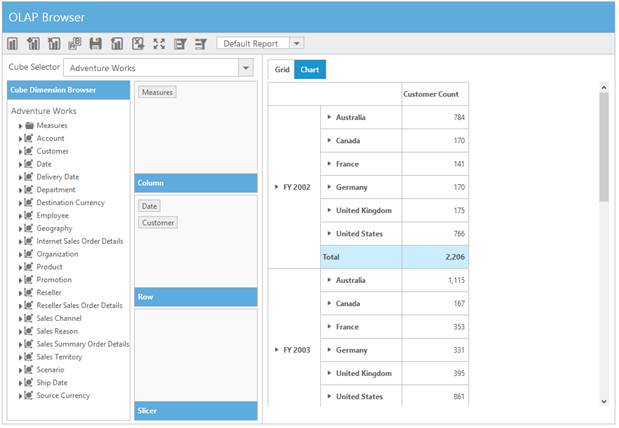 OLAP Browser
Default Report
Cube Selector
Adventure Works
Cube Dimension Browser
Adventure Works
Measures
Account
Customer
Date
Delivery Date
Department
Destination Currency
Employee
Geography
Internet Sales Order Details
Organization
Product
Promotion
Reseller
Reseller Sales Order Details
Sales Channel
Sales Reason
Sales Summary Order Details
Sales Territory
Scenario
Ship Date
Source Currency
Measures
Column
Date
Customer
Row
Slicer
Grid Chart
Customer Count
FY 2002
Australia 784
Canada 170
France 141
Germany 170
United Kingdom 175
United States 766
Total 2,206
FY 2003
Australia 1,115
Canada 167
France 353
Germany 331
United Kingdom 395
United States 861